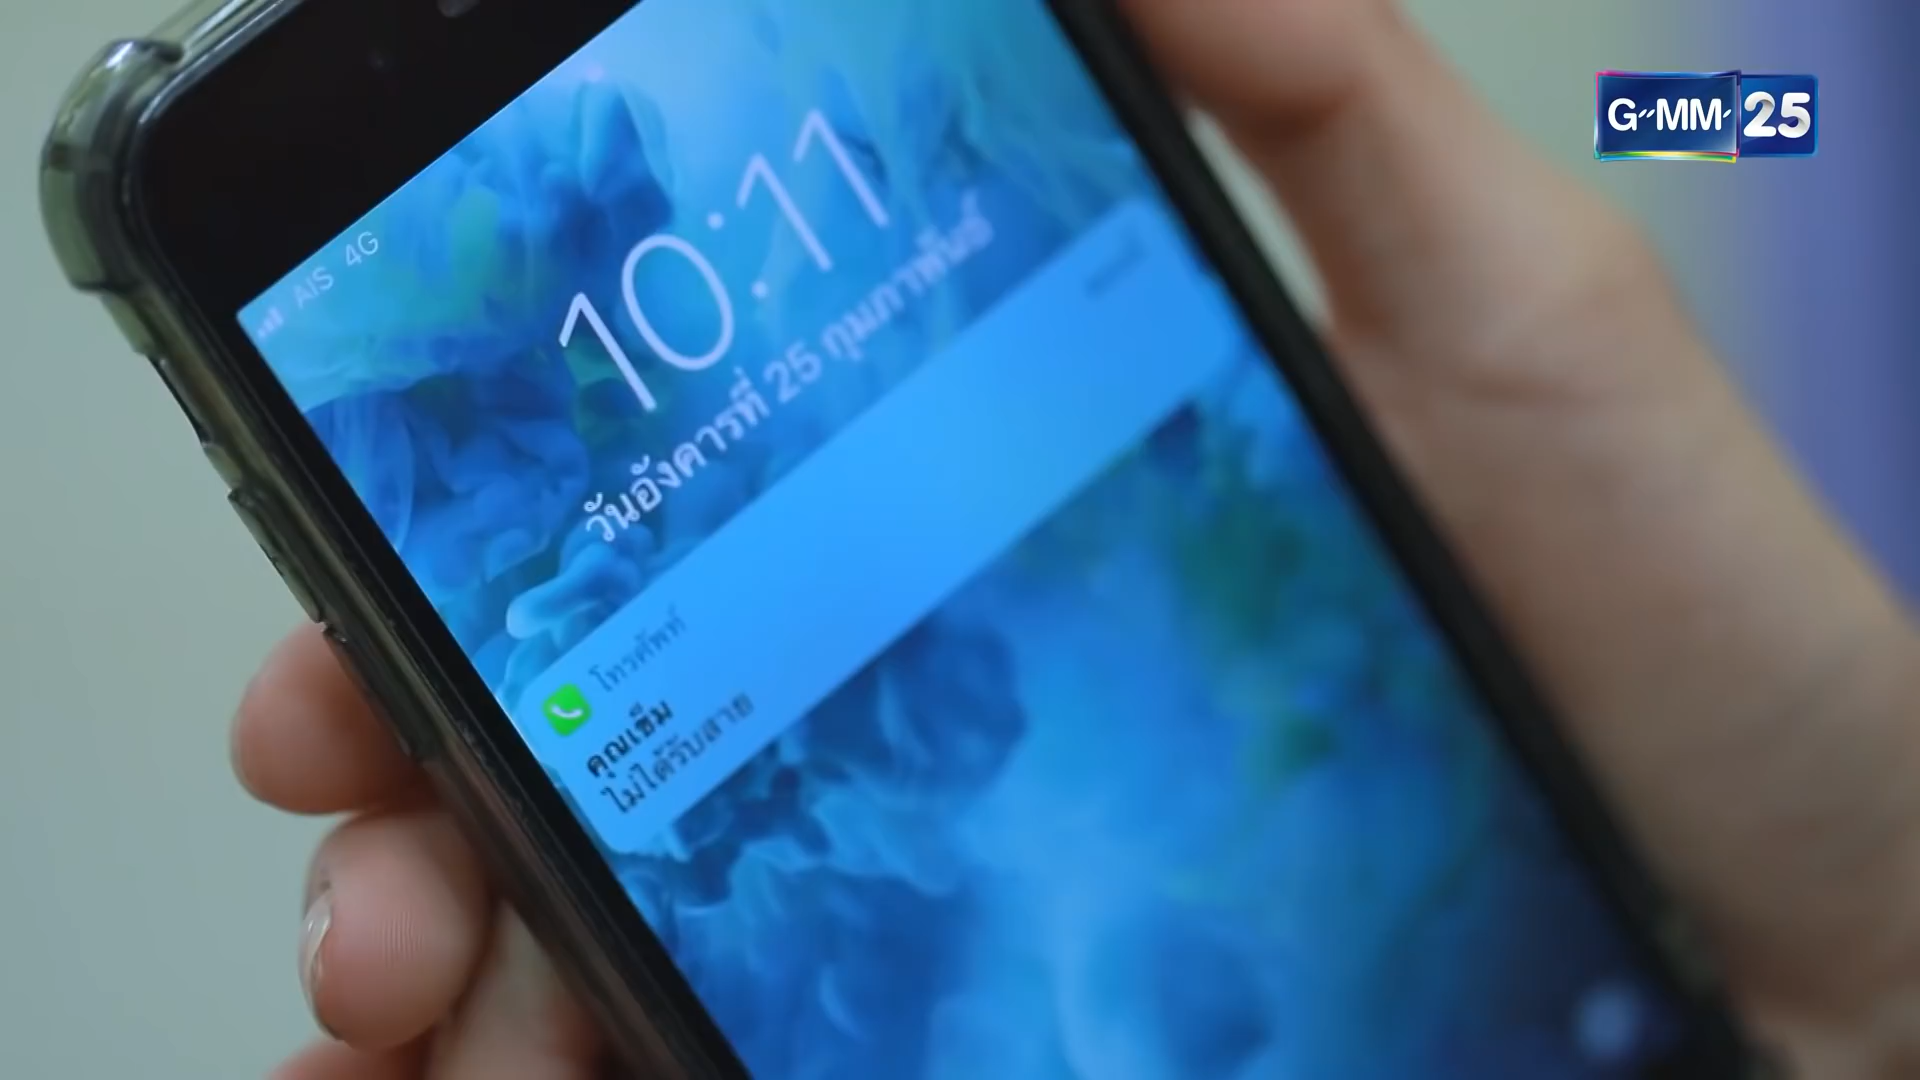 GMM 25
AIS 4G
10:11
วันอังคารที่ 25 กุมภาพันธ์
โทรศัพท์
คุณเข็ม
ไม่ได้รับสาย